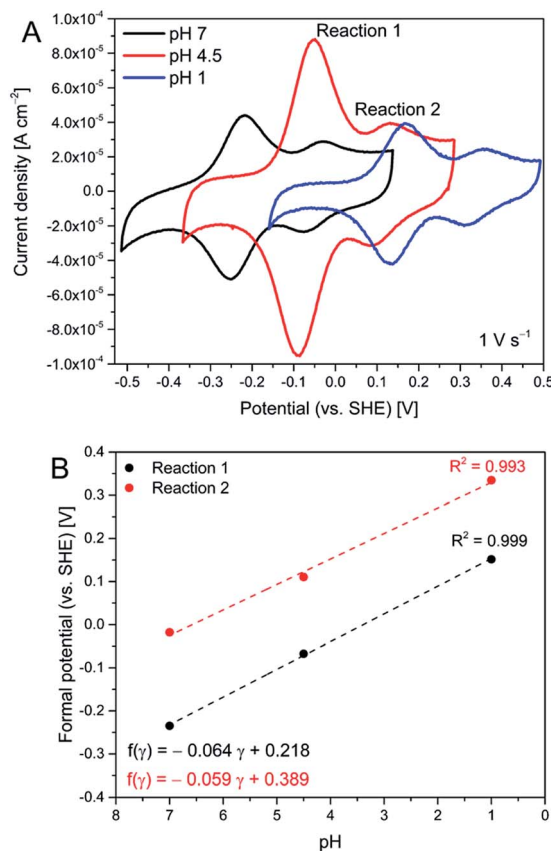 A
pH 7
pH 4.5
pH 1
Reaction 1
Reaction 2
1.0x10⁻⁴
8.0x10⁻⁵
6.0x10⁻⁵
4.0x10⁻⁵
2.0x10⁻⁵
0.0
-2.0x10⁻⁵
-4.0x10⁻⁵
-6.0x10⁻⁵
-8.0x10⁻⁵
-1.0x10⁻⁴
Current density [A cm⁻²]
1 V s⁻¹
-0.5 -0.4 -0.3 -0.2 -0.1 0.0 0.1 0.2 0.3 0.4 0.5
Potential (vs. SHE) [V]
B
Reaction 1
Reaction 2
R² = 0.993
R² = 0.999
0.4
0.3
0.2
0.1
0.0
-0.1
-0.2
-0.3
-0.4
Formal potential (vs. SHE) [V]
f(γ) = − 0.064 γ + 0.218
f(γ) = − 0.059 γ + 0.389
8 7 6 5 4 3 2 1 0
pH